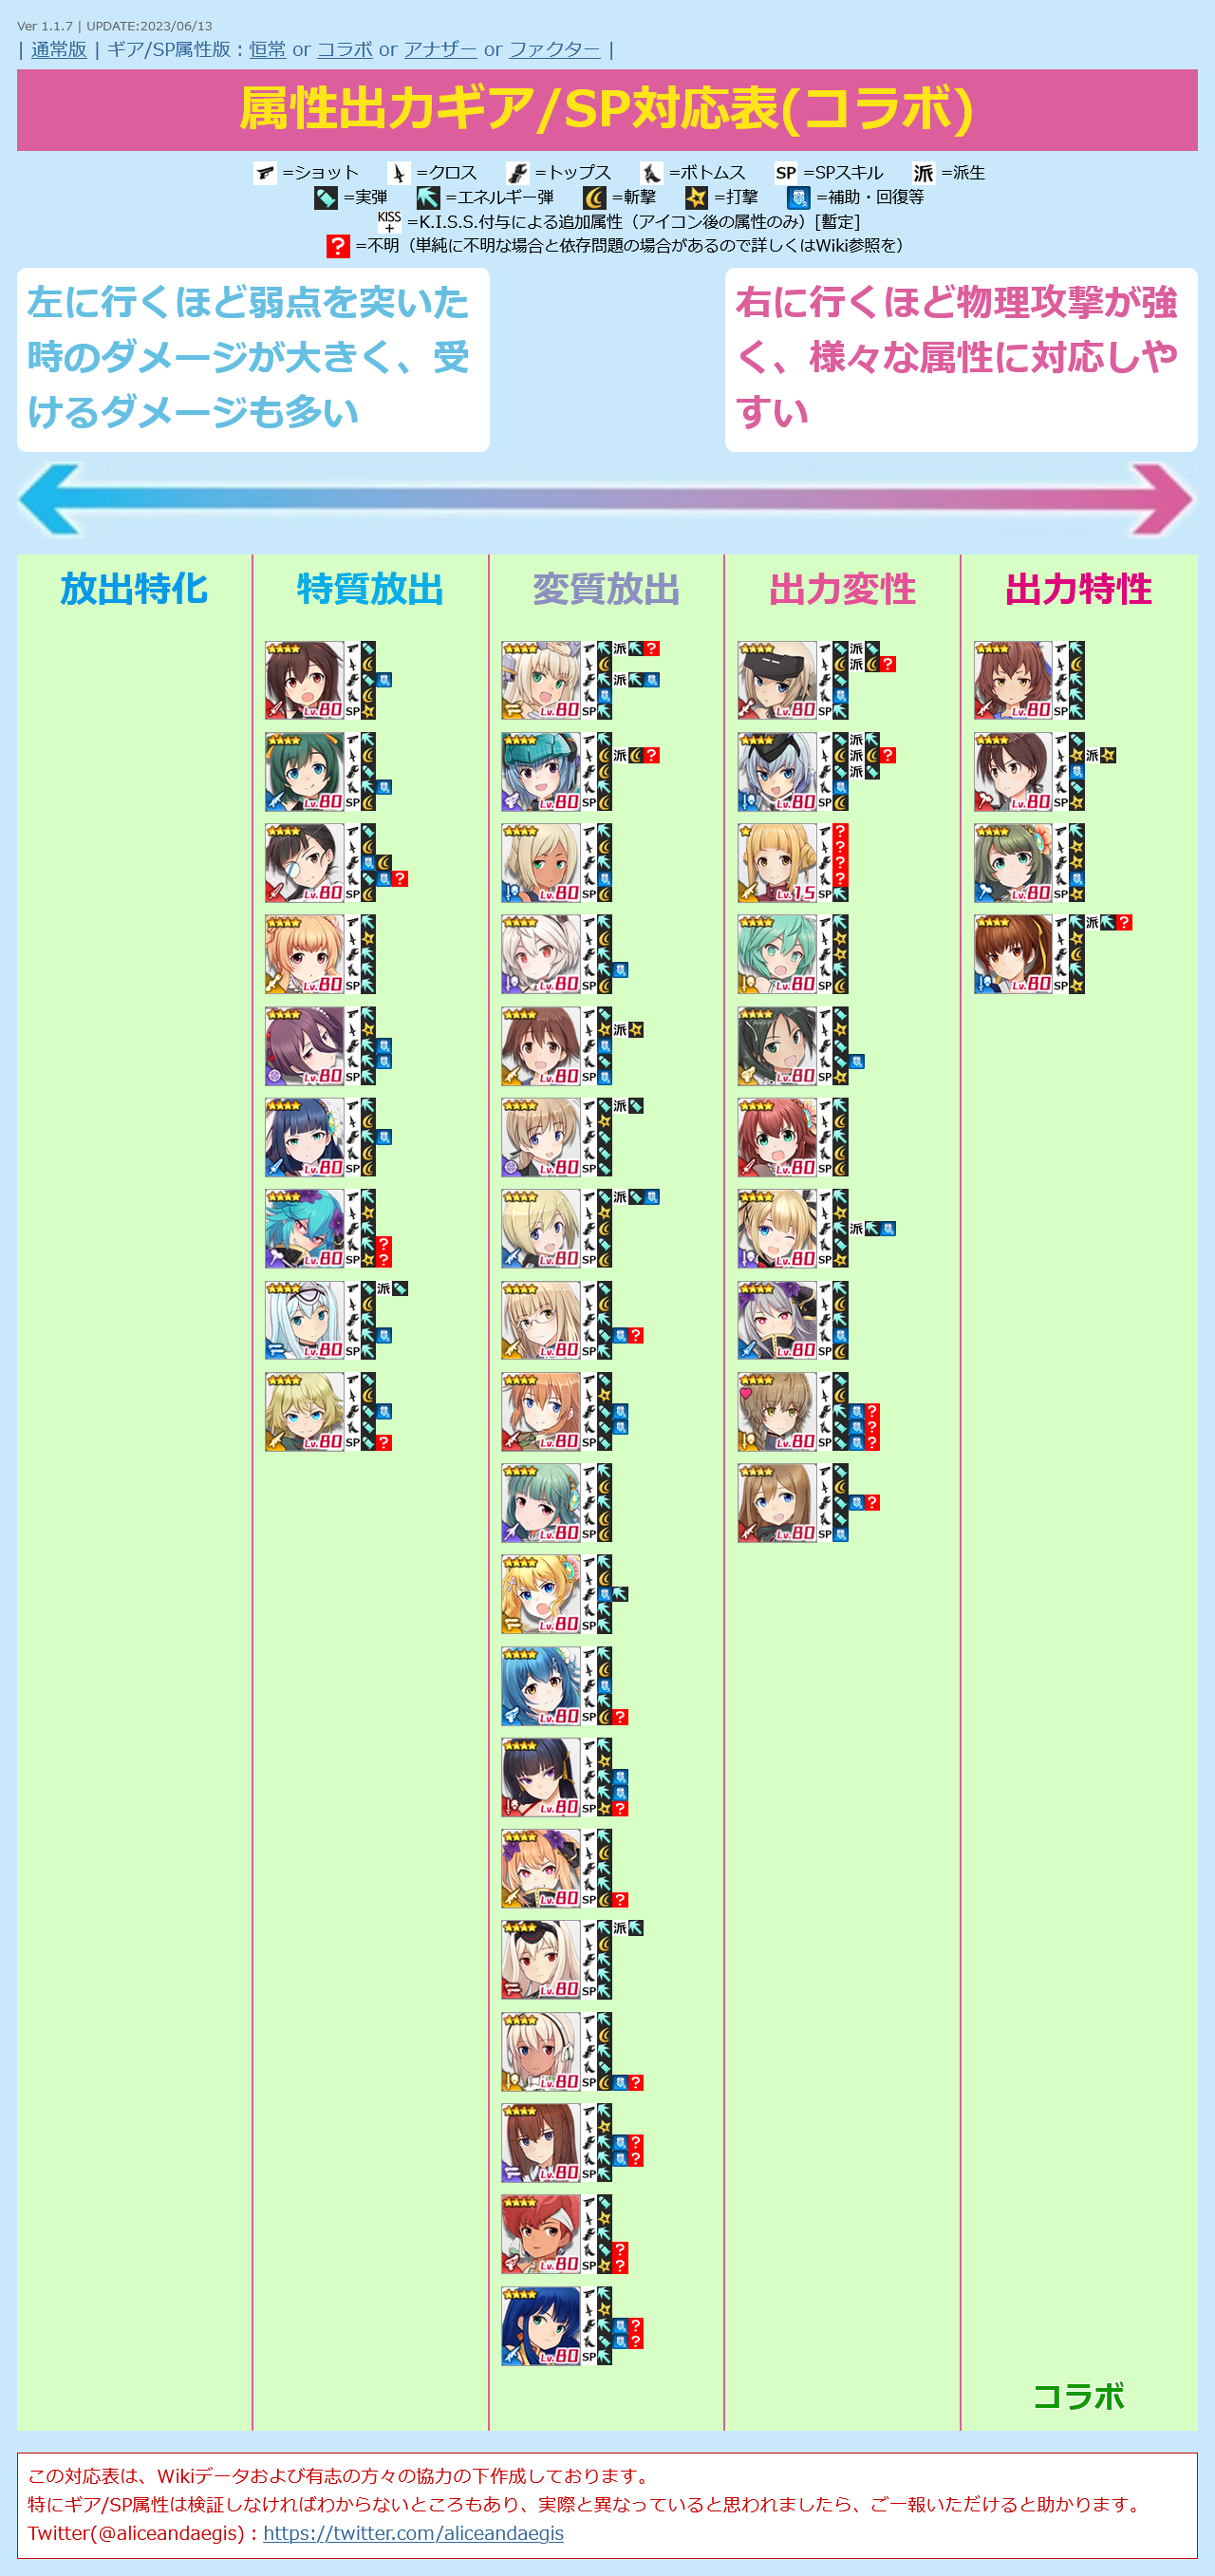 Ver 1.1.7 | UPDATE:2023/06/13
| 通常版 | ギア/SP属性版：恒常 or コラボ or アナザー or ファクター |
属性出力ギア/SP対応表(コラボ)
=ショット =クロス =トップス =ボトムス SP =SPスキル 派 =派生
=実弾 =エネルギー弾 =斬撃 =打撃 =補助・回復等
KISS+ =K.I.S.S.付与による追加属性（アイコン後の属性のみ）[暫定]
? =不明（単純に不明な場合と依存問題の場合があるので詳しくはWiki参照を）
左に行くほど弱点を突いた
時のダメージが大きく、受
けるダメージも多い
右に行くほど物理攻撃が強
く、様々な属性に対応しや
すい
放出特化 特質放出 変質放出 出力変性 出力特性
コラボ
この対応表は、Wikiデータおよび有志の方々の協力の下作成しております。
特にギア/SP属性は検証しなければわからないところもあり、実際と異なっていると思われましたら、ご一報いただけると助かります。
Twitter(@aliceandaegis)：https://twitter.com/aliceandaegis